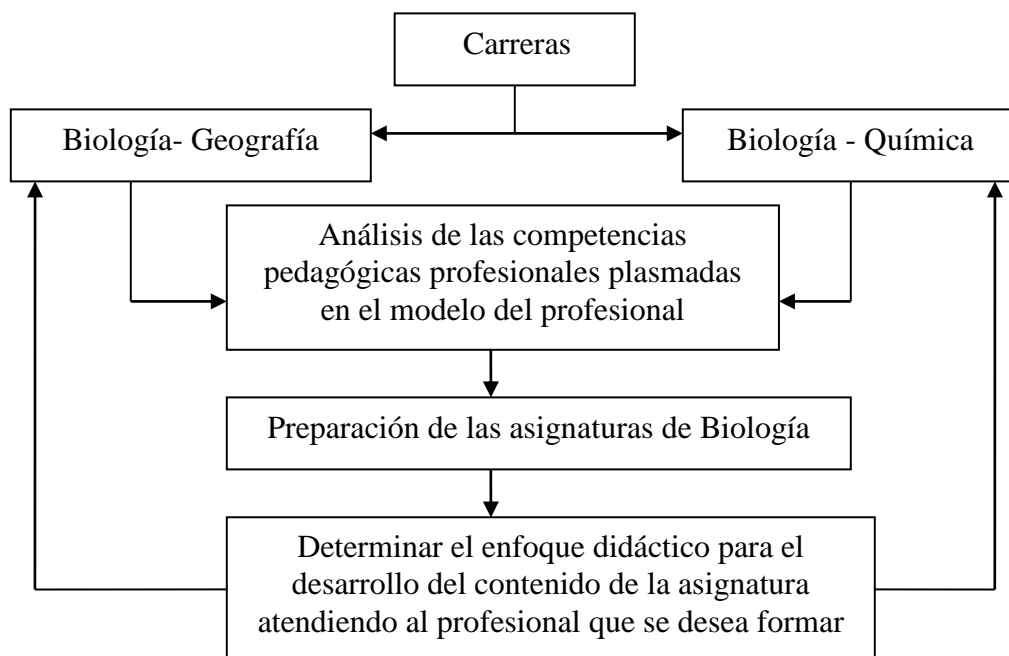 Carreras
Biología- Geografía
Biología - Química
Análisis de las competencias
pedagógicas profesionales plasmadas
en el modelo del profesional
Preparación de las asignaturas de Biología
Determinar el enfoque didáctico para el
desarrollo del contenido de la asignatura
atendiendo al profesional que se desea formar